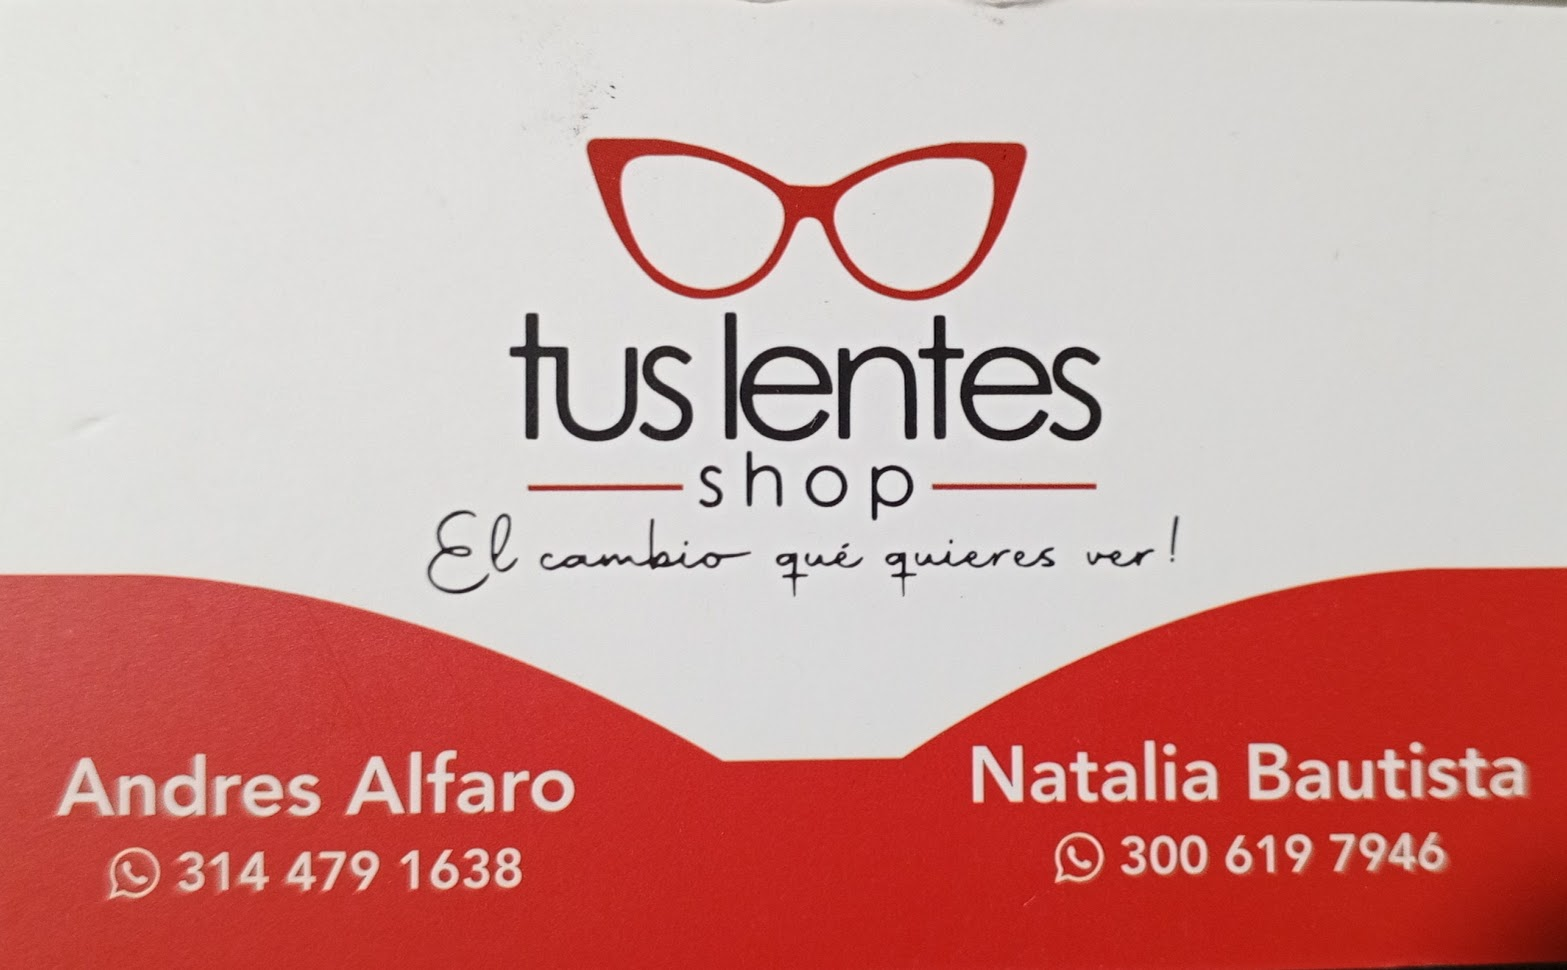 tus lentes
shop
El cambio qué quieres ver!
Andres Alfaro
314 479 1638
Natalia Bautista
300 619 7946